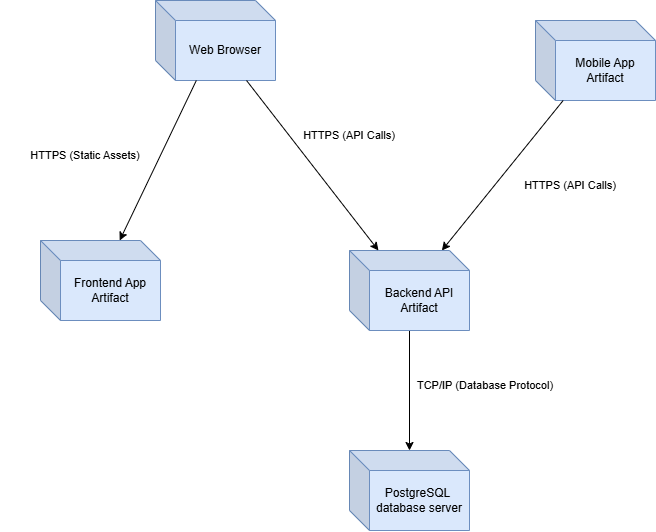 Web Browser
Mobile App
Artifact
HTTPS (API Calls)
HTTPS (Static Assets)
HTTPS (API Calls)
Frontend App
Artifact
Backend API
Artifact
TCP/IP (Database Protocol)
PostgreSQL
database server